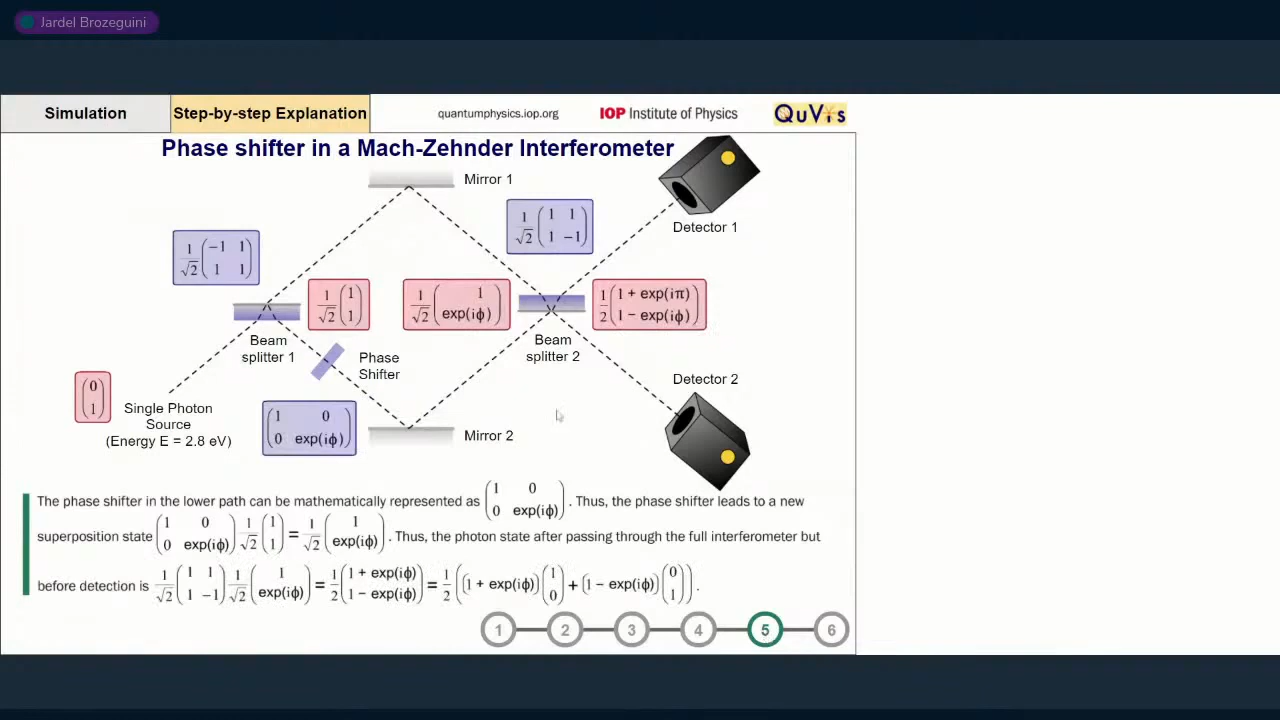 Jardel Brozeguini
Simulation
Step-by-step Explanation
quantumphysics.iop.org
IOP Institute of Physics
QuVis
Phase shifter in a Mach-Zehnder Interferometer
Mirror 1
Detector 1
1/√2 (−1 1; 1 1)
1/√2 (1 1; 1 −1)
1/√2 (1; 1)
1/√2 (1; exp(iϕ))
1/2 (1 + exp(iπ); 1 − exp(iϕ))
Beam
splitter 1
Phase
Shifter
Beam
splitter 2
Detector 2
(0; 1)
Single Photon
Source
(Energy E = 2.8 eV)
(1 0; 0 exp(iϕ))
Mirror 2
The phase shifter in the lower path can be mathematically represented as (1 0; 0 exp(iϕ)). Thus, the phase shifter leads to a new
superposition state (1 0; 0 exp(iϕ)) 1/√2 (1; 1) = 1/√2 (1; exp(iϕ)). Thus, the photon state after passing through the full interferometer but
before detection is 1/√2 (1 1; 1 −1) 1/√2 (1; exp(iϕ)) = 1/2 (1 + exp(iϕ); 1 − exp(iϕ)) = 1/2 ((1 + exp(iϕ)) (1; 0) + (1 − exp(iϕ)) (0; 1)).
1 2 3 4 5 6